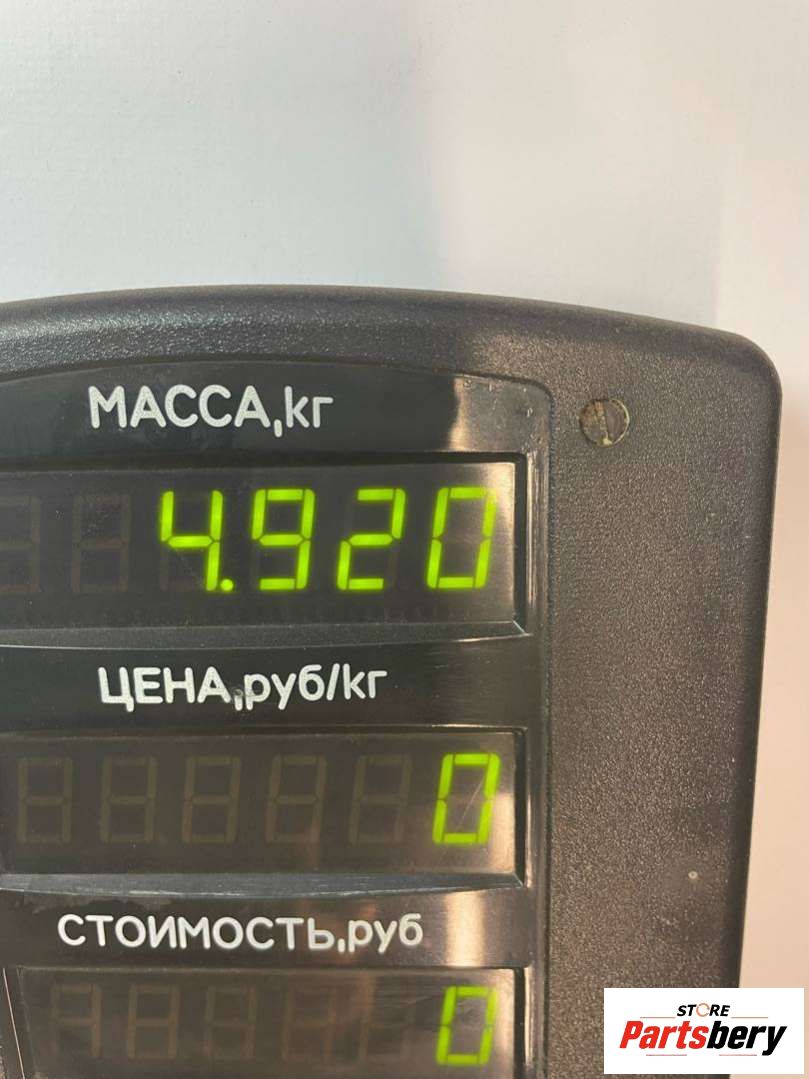 МАССА,кг
4.920
ЦЕНА,руб/кг
0
СТОИМОСТЬ,руб
0
STORE
Partsbery